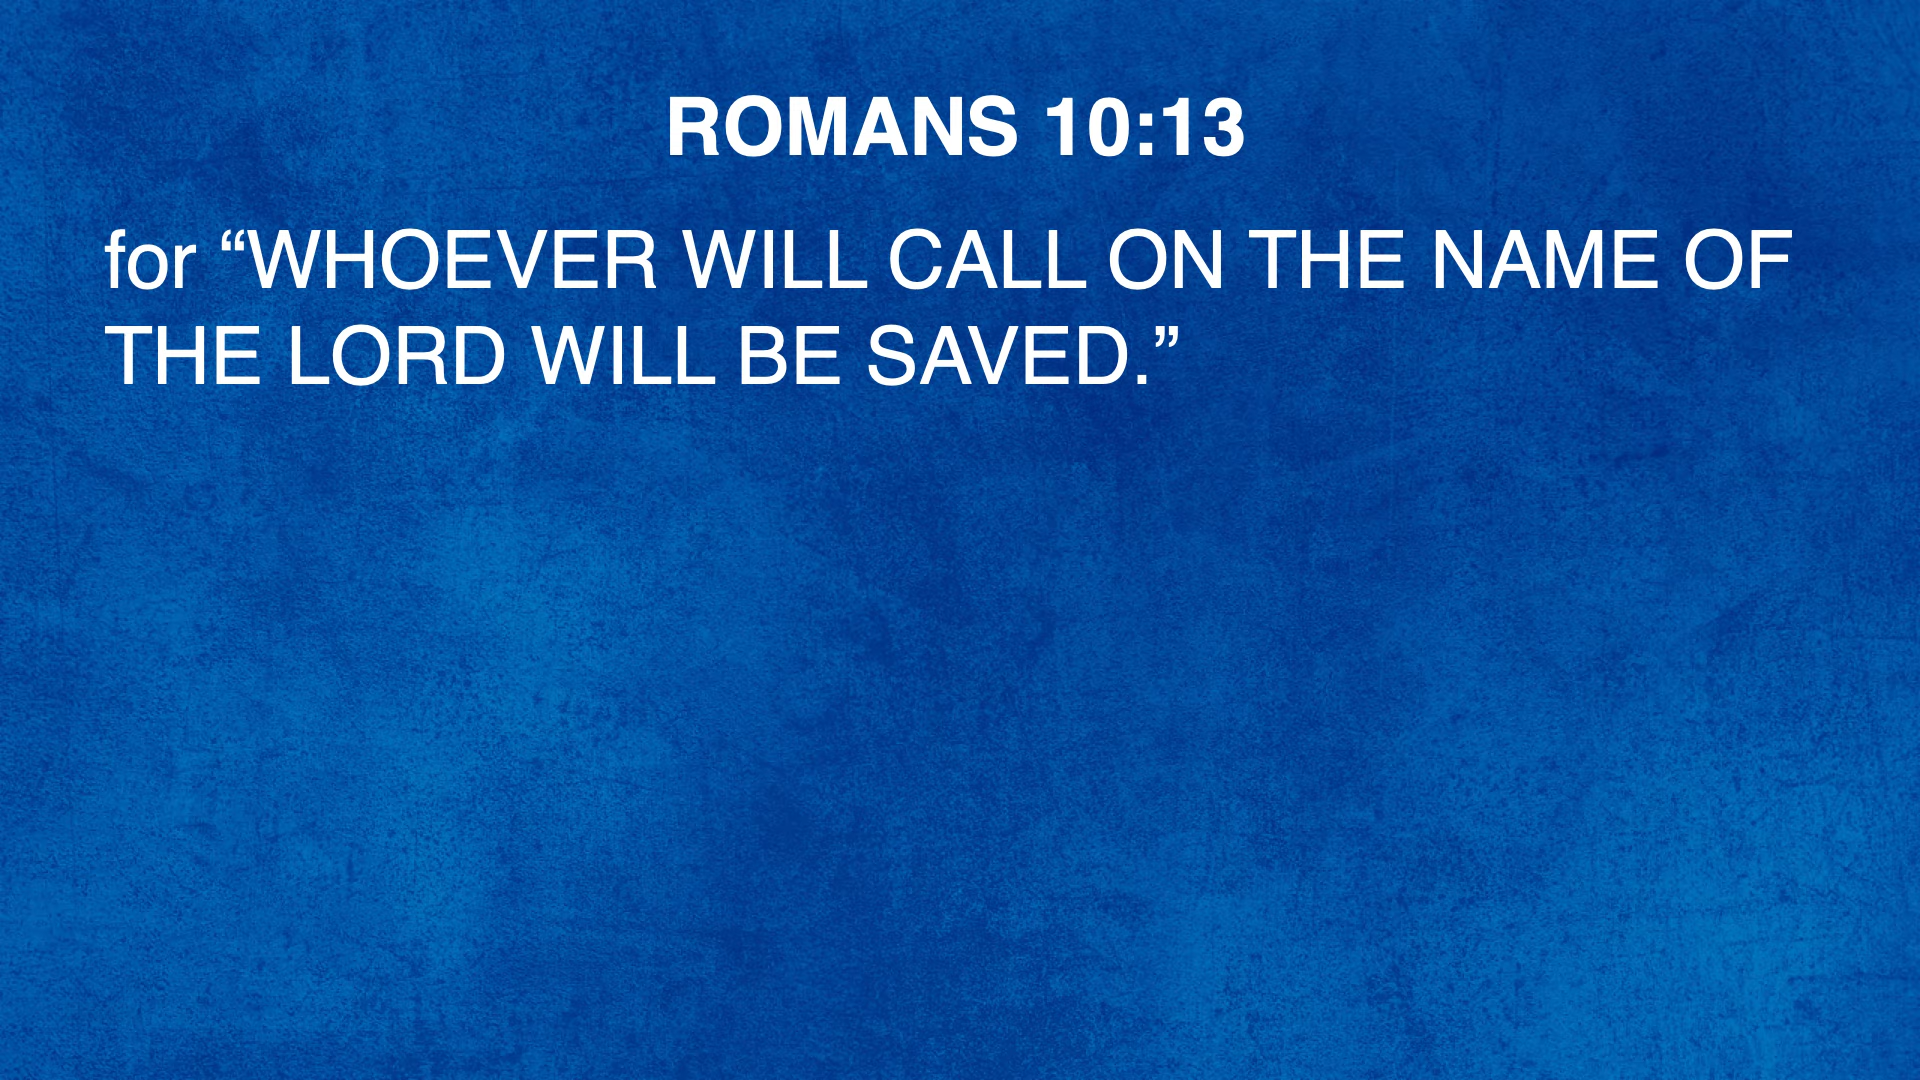 ROMANS 10:13
for “WHOEVER WILL CALL ON THE NAME OF
THE LORD WILL BE SAVED.”